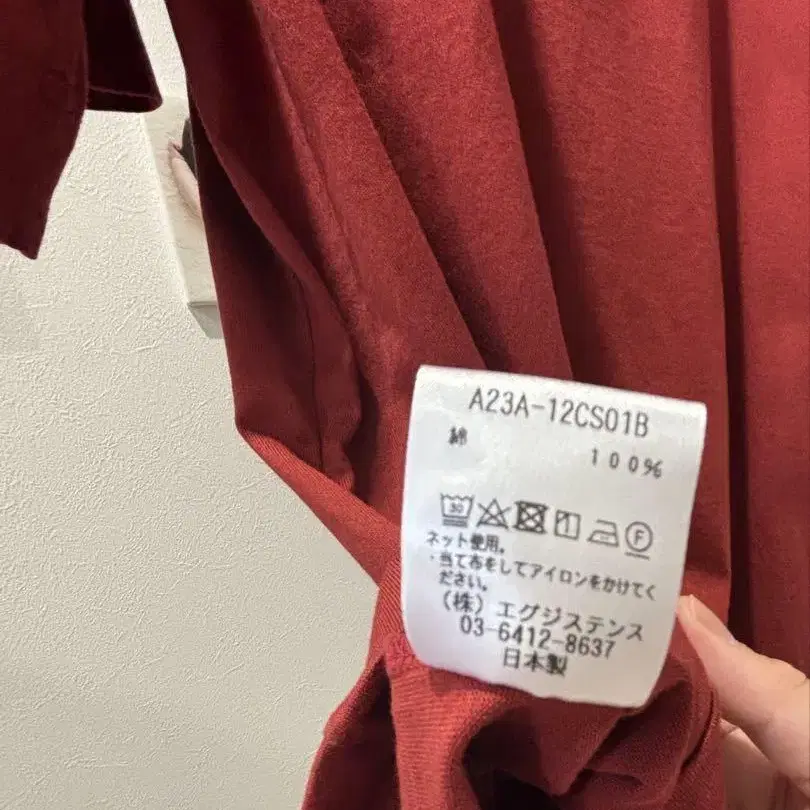 A23A-12CS01B
綿
100%
30 F
ネット使用。
・当て布をしてアイロンをかけてく
ださい。
(株) エグジステンス
03-6412-8637
日本製